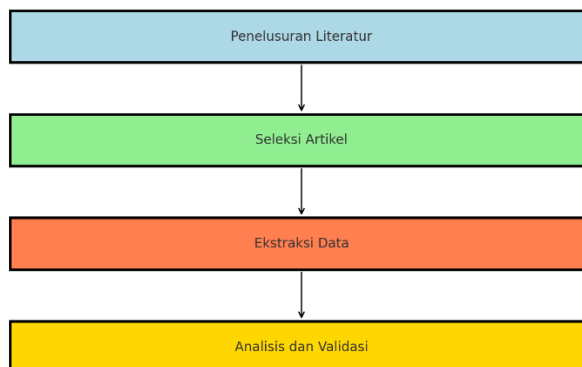 Penelusuran Literatur
Seleksi Artikel
Ekstraksi Data
Analisis dan Validasi